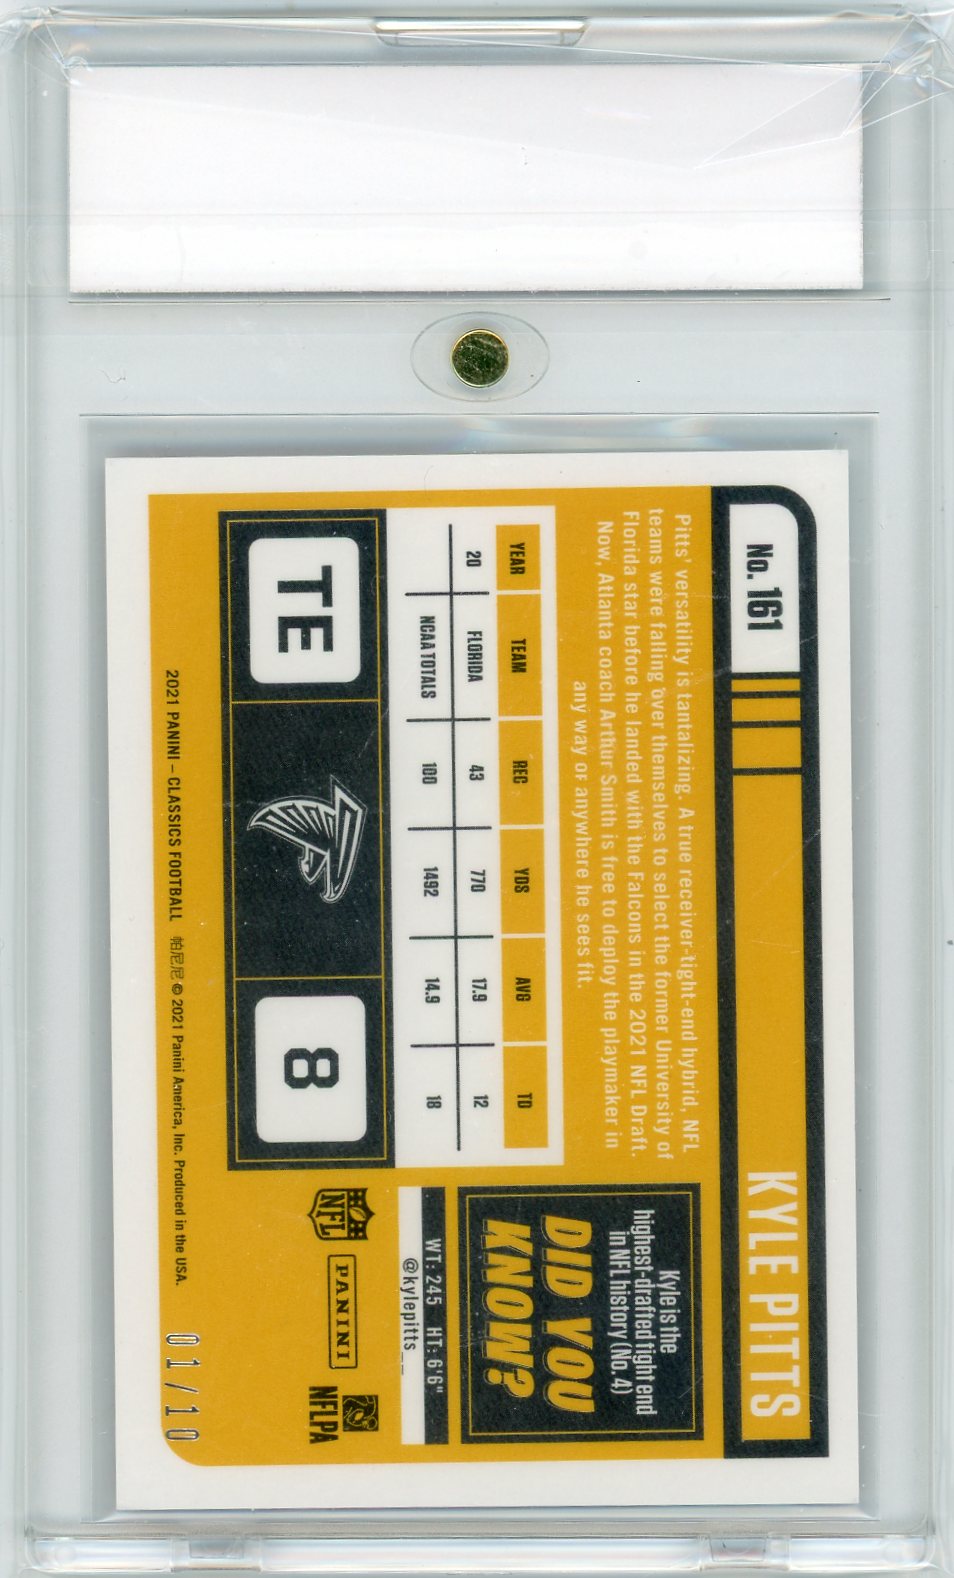 No. 161
KYLE PITTS
Pitts' versatility is tantalizing. A true receiver-tight-end hybrid, NFL
teams were falling over themselves to select the former University of
Florida star before he landed with the Falcons in the 2021 NFL Draft.
Now, Atlanta coach Arthur Smith is free to deploy the playmaker in
any way or anywhere he sees fit.
YEAR TEAM REC YDS AVG TD
20 FLORIDA 43 770 17.9 12
NCAA TOTALS 100 1492 14.9 18
Kyle is the
highest-drafted tight end
in NFL history (No. 4)
DID YOU
KNOW?
WT: 245 HT: 6'6"
@kylepitts__
TE
8
NFL
PANINI
NFLPA
2021 PANINI – CLASSICS FOOTBALL 帕尼尼 © 2021 Panini America, Inc. Produced in the USA.
01/10